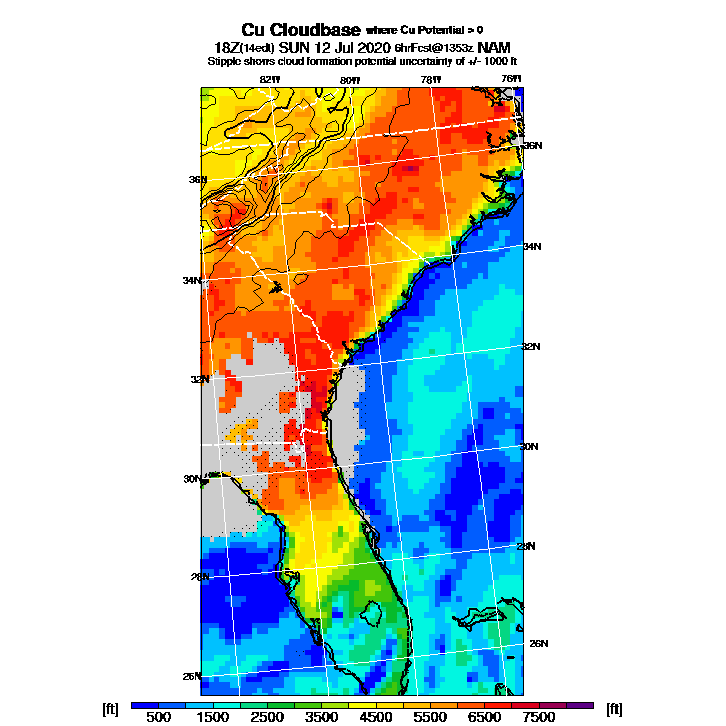 Cu Cloudbase where Cu Potential > 0
18Z(14edt) SUN 12 Jul 2020 6hrFcst@1353z NAM
Stipple shows cloud formation potential uncertainty of +/- 1000 ft
82W 80W 78W 76W
36N
36N
34N
34N
32N
32N
30N
30N
28N
28N
26N
26N
[ft] [ft]
500 1500 2500 3500 4500 5500 6500 7500